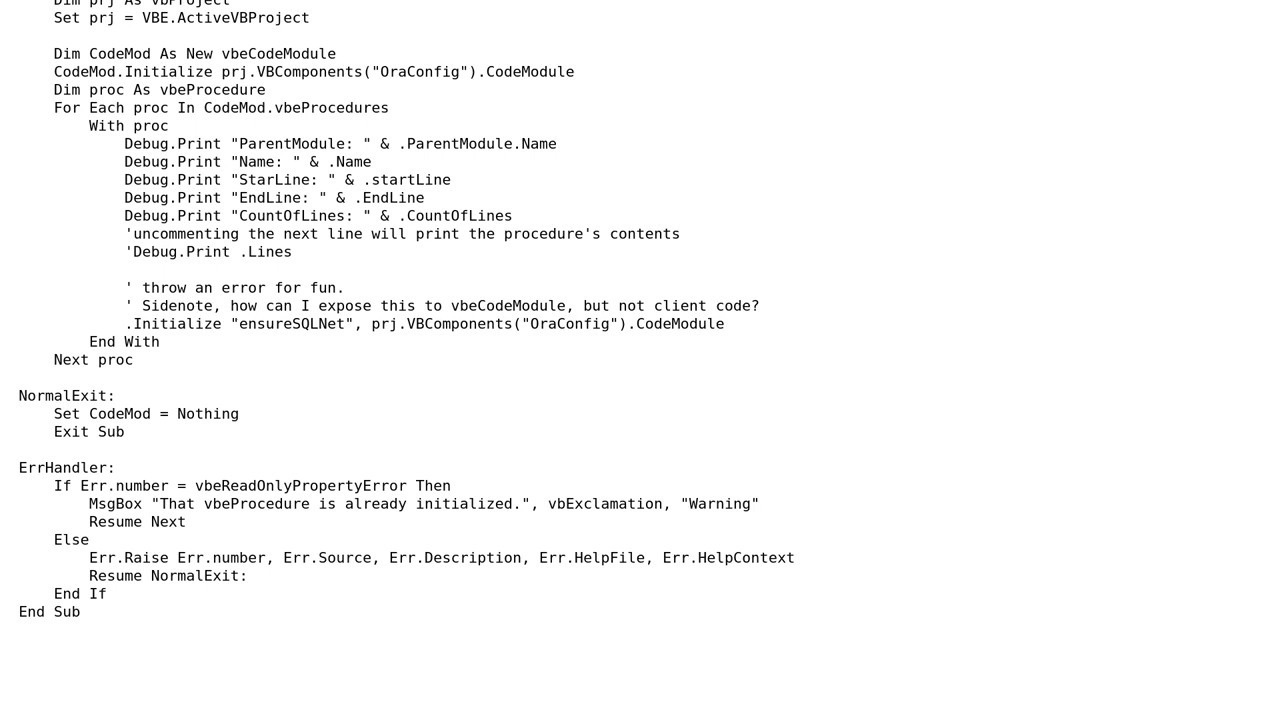 Dim prj As vbProject
    Set prj = VBE.ActiveVBProject

    Dim CodeMod As New vbeCodeModule
    CodeMod.Initialize prj.VBComponents("OraConfig").CodeModule
    Dim proc As vbeProcedure
    For Each proc In CodeMod.vbeProcedures
        With proc
            Debug.Print "ParentModule: " & .ParentModule.Name
            Debug.Print "Name: " & .Name
            Debug.Print "StarLine: " & .startLine
            Debug.Print "EndLine: " & .EndLine
            Debug.Print "CountOfLines: " & .CountOfLines
            'uncommenting the next line will print the procedure's contents
            'Debug.Print .Lines

            ' throw an error for fun.
            ' Sidenote, how can I expose this to vbeCodeModule, but not client code?
            .Initialize "ensureSQLNet", prj.VBComponents("OraConfig").CodeModule
        End With
    Next proc

NormalExit:
    Set CodeMod = Nothing
    Exit Sub

ErrHandler:
    If Err.number = vbeReadOnlyPropertyError Then
        MsgBox "That vbeProcedure is already initialized.", vbExclamation, "Warning"
        Resume Next
    Else
        Err.Raise Err.number, Err.Source, Err.Description, Err.HelpFile, Err.HelpContext
        Resume NormalExit:
    End If
End Sub